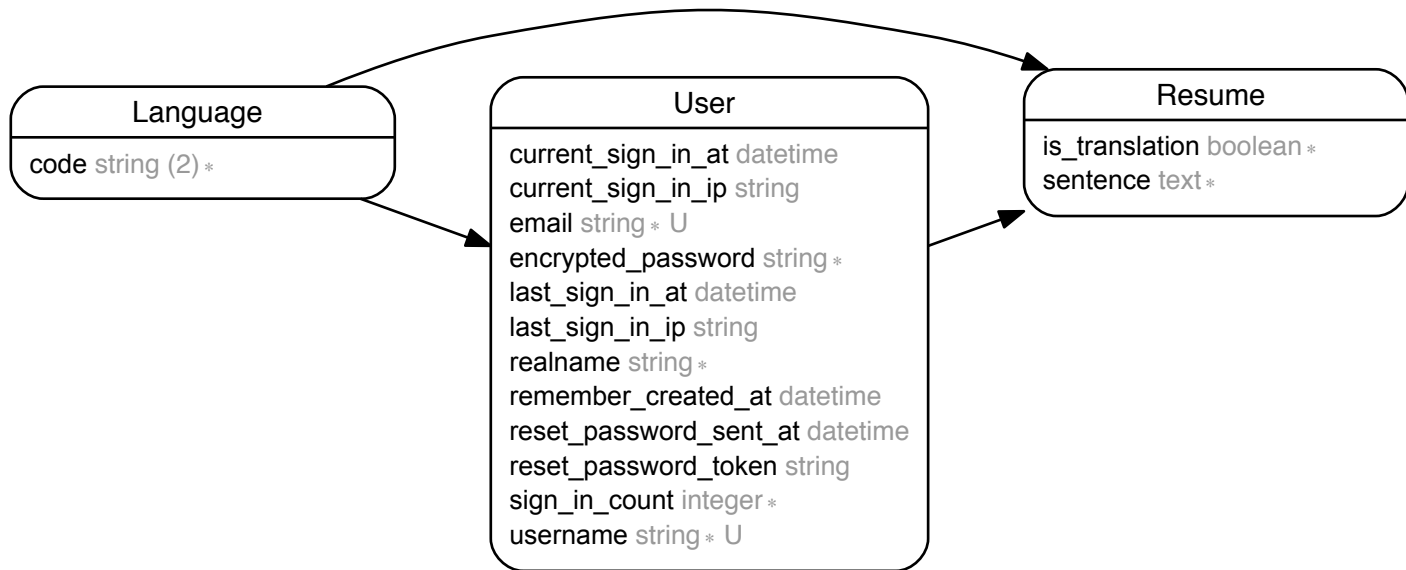 Language
code string (2) *
User
current_sign_in_at datetime
current_sign_in_ip string
email string * U
encrypted_password string *
last_sign_in_at datetime
last_sign_in_ip string
realname string *
remember_created_at datetime
reset_password_sent_at datetime
reset_password_token string
sign_in_count integer *
username string * U
Resume
is_translation boolean *
sentence text *